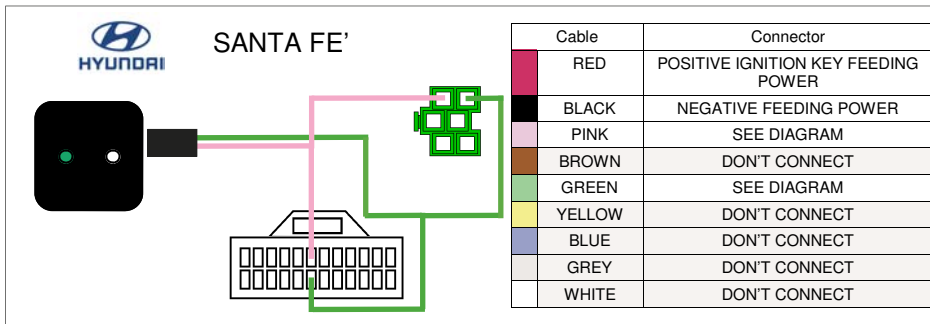 HYUNDAI
SANTA FE'
Cable Connector
RED POSITIVE IGNITION KEY FEEDING
POWER
BLACK NEGATIVE FEEDING POWER
PINK SEE DIAGRAM
BROWN DON'T CONNECT
GREEN SEE DIAGRAM
YELLOW DON'T CONNECT
BLUE DON'T CONNECT
GREY DON'T CONNECT
WHITE DON'T CONNECT